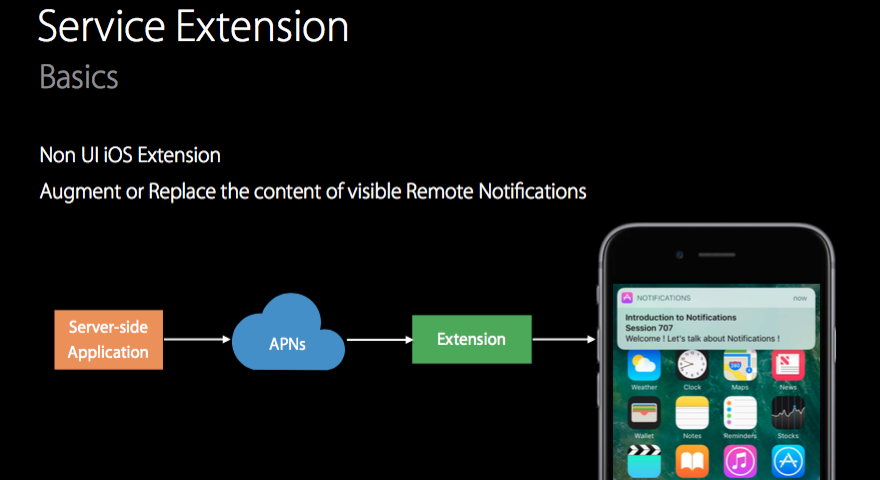 Service Extension
Basics
Non UI iOS Extension
Augment or Replace the content of visible Remote Notifications
Server-side
Application
APNs
Extension
NOTIFICATIONS
now
Introduction to Notifications
Session 707
Welcome ! Let's talk about Notifications !
Weather
Clock
Maps
News
Wallet
Notes
Reminders
Stocks